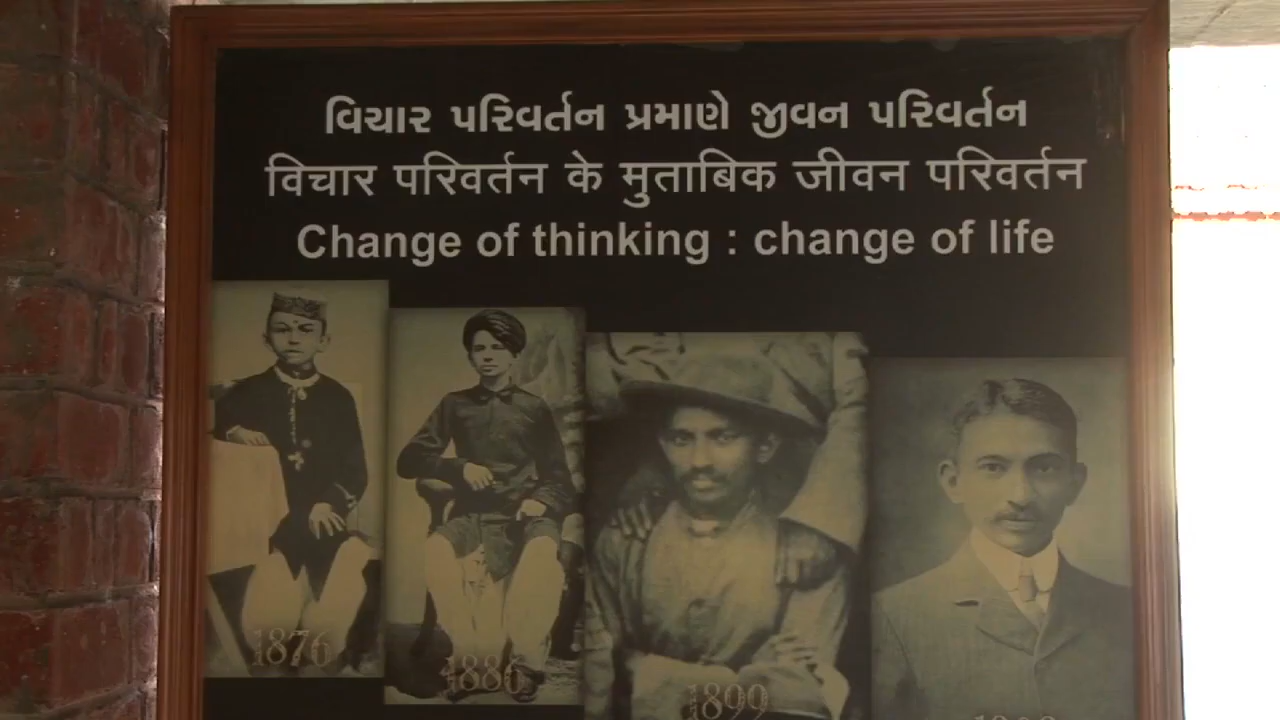 વિચાર પરિવર્તન પ્રમાણે જીવન પરિવર્તન
विचार परिवर्तन के मुताबिक जीवन परिवर्तन
Change of thinking : change of life
1876
1886
1899